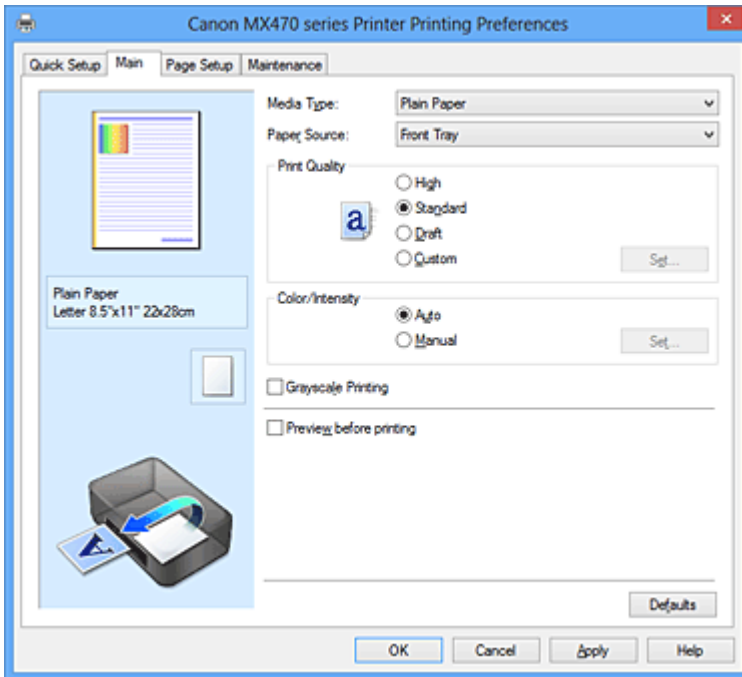 Canon MX470 series Printer Printing Preferences
Quick Setup Main Page Setup Maintenance
Media Type: Plain Paper
Paper Source: Front Tray
Print Quality
High
a
Standard
Draft
Custom Set...
Plain Paper
Letter 8.5"x11" 22x28cm
Color/Intensity
Auto
Manual Set...
Grayscale Printing
Preview before printing
A
Defaults
OK Cancel Apply Help